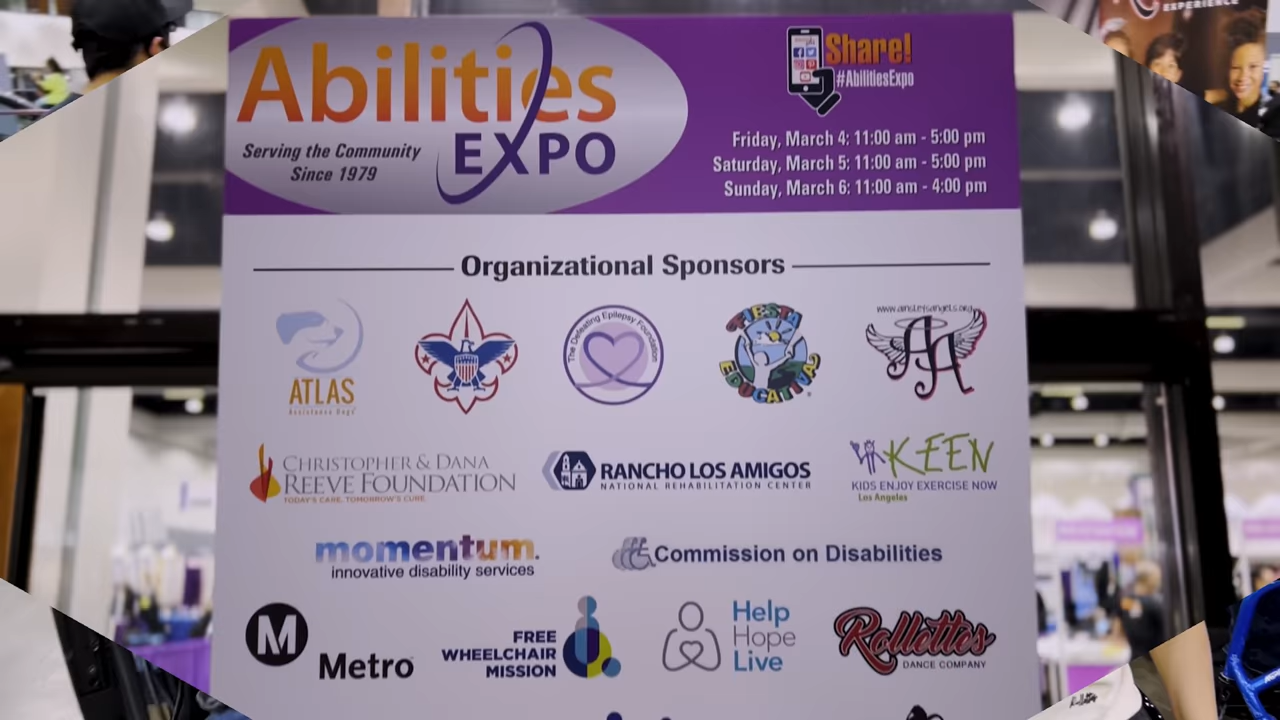 EXPERIENCE
Abilities
EXPO
Serving the Community
Since 1979
Share!
#AbilitiesExpo
Friday, March 4: 11:00 am - 5:00 pm
Saturday, March 5: 11:00 am - 5:00 pm
Sunday, March 6: 11:00 am - 4:00 pm
Organizational Sponsors
ATLAS
Assistance Dogs
The Defeating Epilepsy Foundation
FIESTA
EDUCATIVA
www.ainsleysangels.org
AA
CHRISTOPHER & DANA
REEVE FOUNDATION
TODAY'S CARE. TOMORROW'S CURE.
RANCHO LOS AMIGOS
NATIONAL REHABILITATION CENTER
KEEN
KIDS ENJOY EXERCISE NOW
Los Angeles
momentum.
innovative disability services
Commission on Disabilities
M
Metro
FREE
WHEELCHAIR
MISSION
Help
Hope
Live
Rollettes
DANCE COMPANY